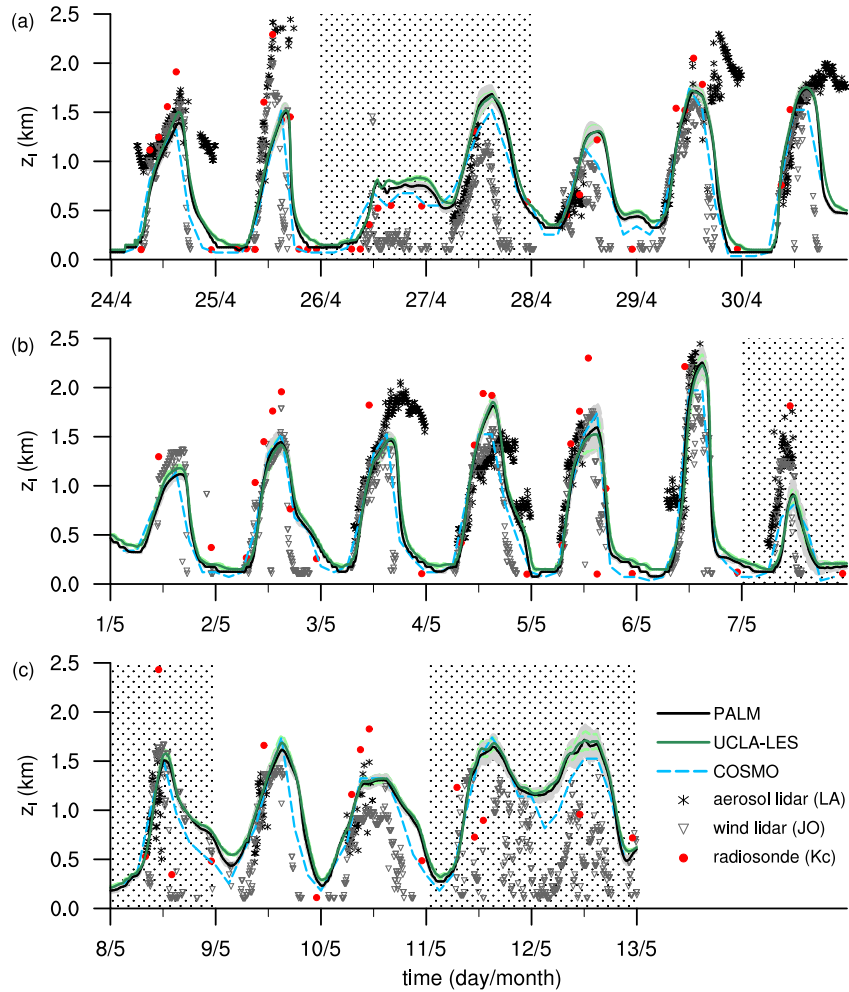 (a)
2.5
2.0
1.5
1.0
0.5
0.0
zI (km)
24/4 25/4 26/4 27/4 28/4 29/4 30/4
(b)
2.5
2.0
1.5
1.0
0.5
0.0
zI (km)
1/5 2/5 3/5 4/5 5/5 6/5 7/5
(c)
2.5
2.0
1.5
1.0
0.5
0.0
zI (km)
PALM
UCLA-LES
COSMO
aerosol lidar (LA)
wind lidar (JO)
radiosonde (Kc)
8/5 9/5 10/5 11/5 12/5 13/5
time (day/month)